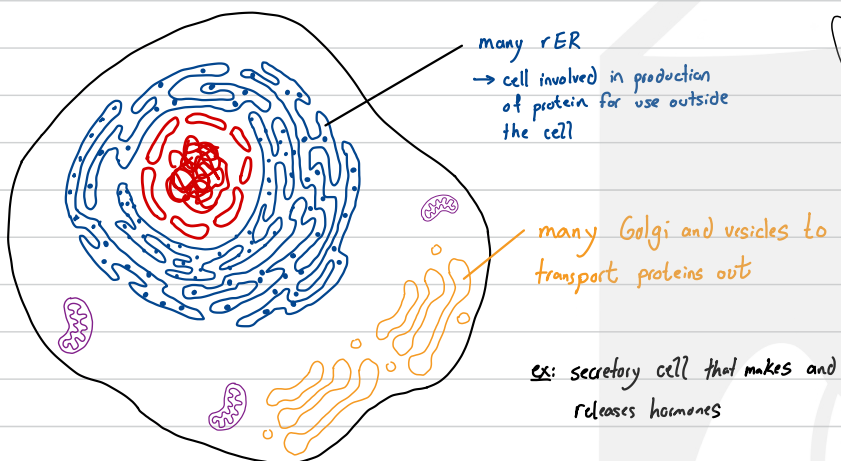 many rER
→ cell involved in production
of protein for use outside
the cell
many Golgi and vesicles to
transport proteins out
ex: secretory cell that makes and
releases hormones